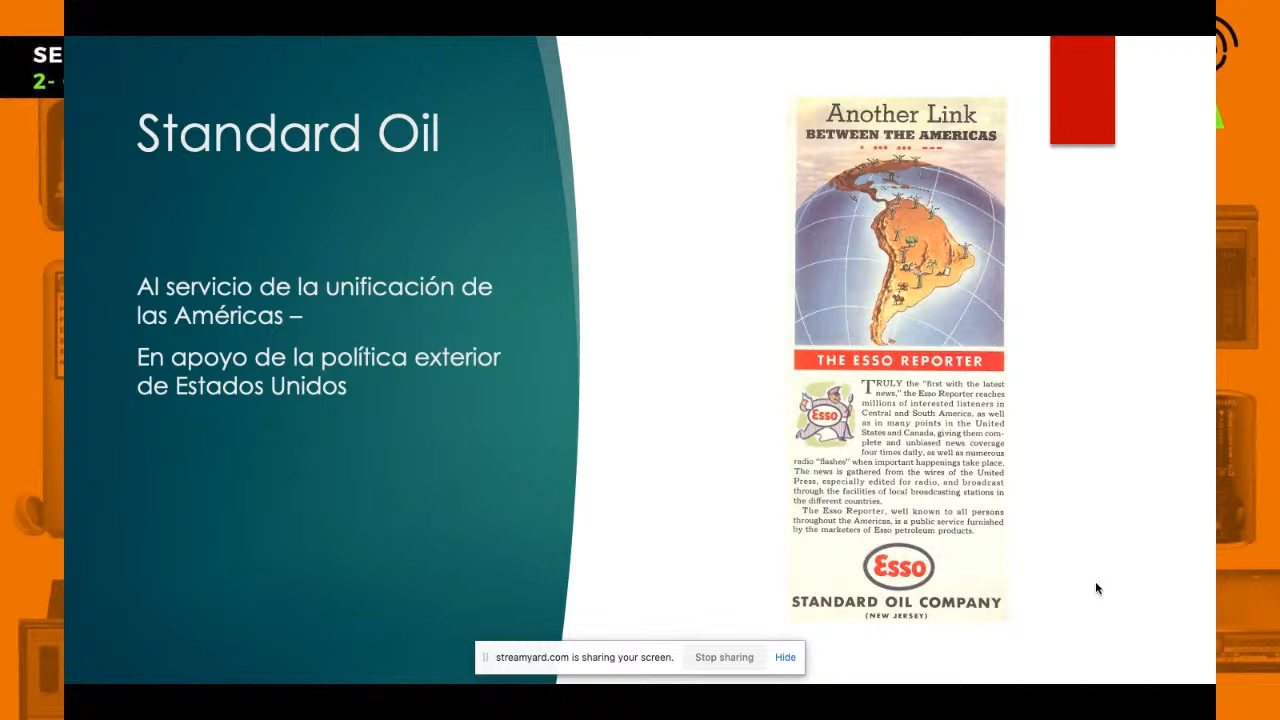 SE
2-
Standard Oil
Al servicio de la unificación de
las Américas –
En apoyo de la política exterior
de Estados Unidos
Another Link
BETWEEN THE AMERICAS
THE ESSO REPORTER
Esso
TRULY the "first with the latest
news," the Esso Reporter reaches
millions of interested listeners in
Central and South America, as well
as in many points in the United
States and Canada, giving them com-
plete and unbiased news coverage
four times daily, as well as numerous
radio "flashes" when important happenings take place.
The news is gathered from the wires of the United
Press, especially edited for radio, and broadcast
through the facilities of local broadcasting stations in
the different countries.
The Esso Reporter, well known to all persons
throughout the Americas, is a public service furnished
by the marketers of Esso petroleum products.
Esso
STANDARD OIL COMPANY
(NEW JERSEY)
streamyard.com is sharing your screen.
Stop sharing
Hide